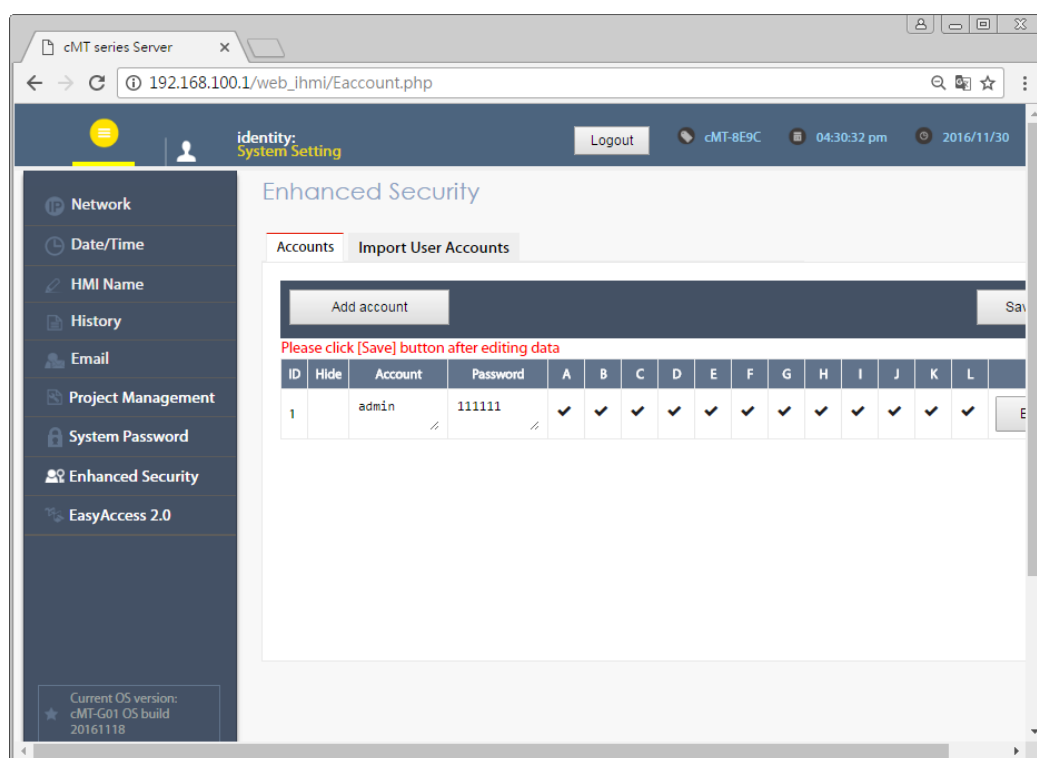 cMT series Server
192.168.100.1/web_ihmi/Eaccount.php
identity:
System Setting
Logout
cMT-8E9C
04:30:32 pm
2016/11/30
Network
Date/Time
HMI Name
History
Email
Project Management
System Password
Enhanced Security
EasyAccess 2.0
Current OS version:
cMT-G01 OS build
20161118
Enhanced Security
Accounts Import User Accounts
Add account
Sav
Please click [Save] button after editing data
ID Hide Account Password A B C D E F G H I J K L
1 admin 111111 E